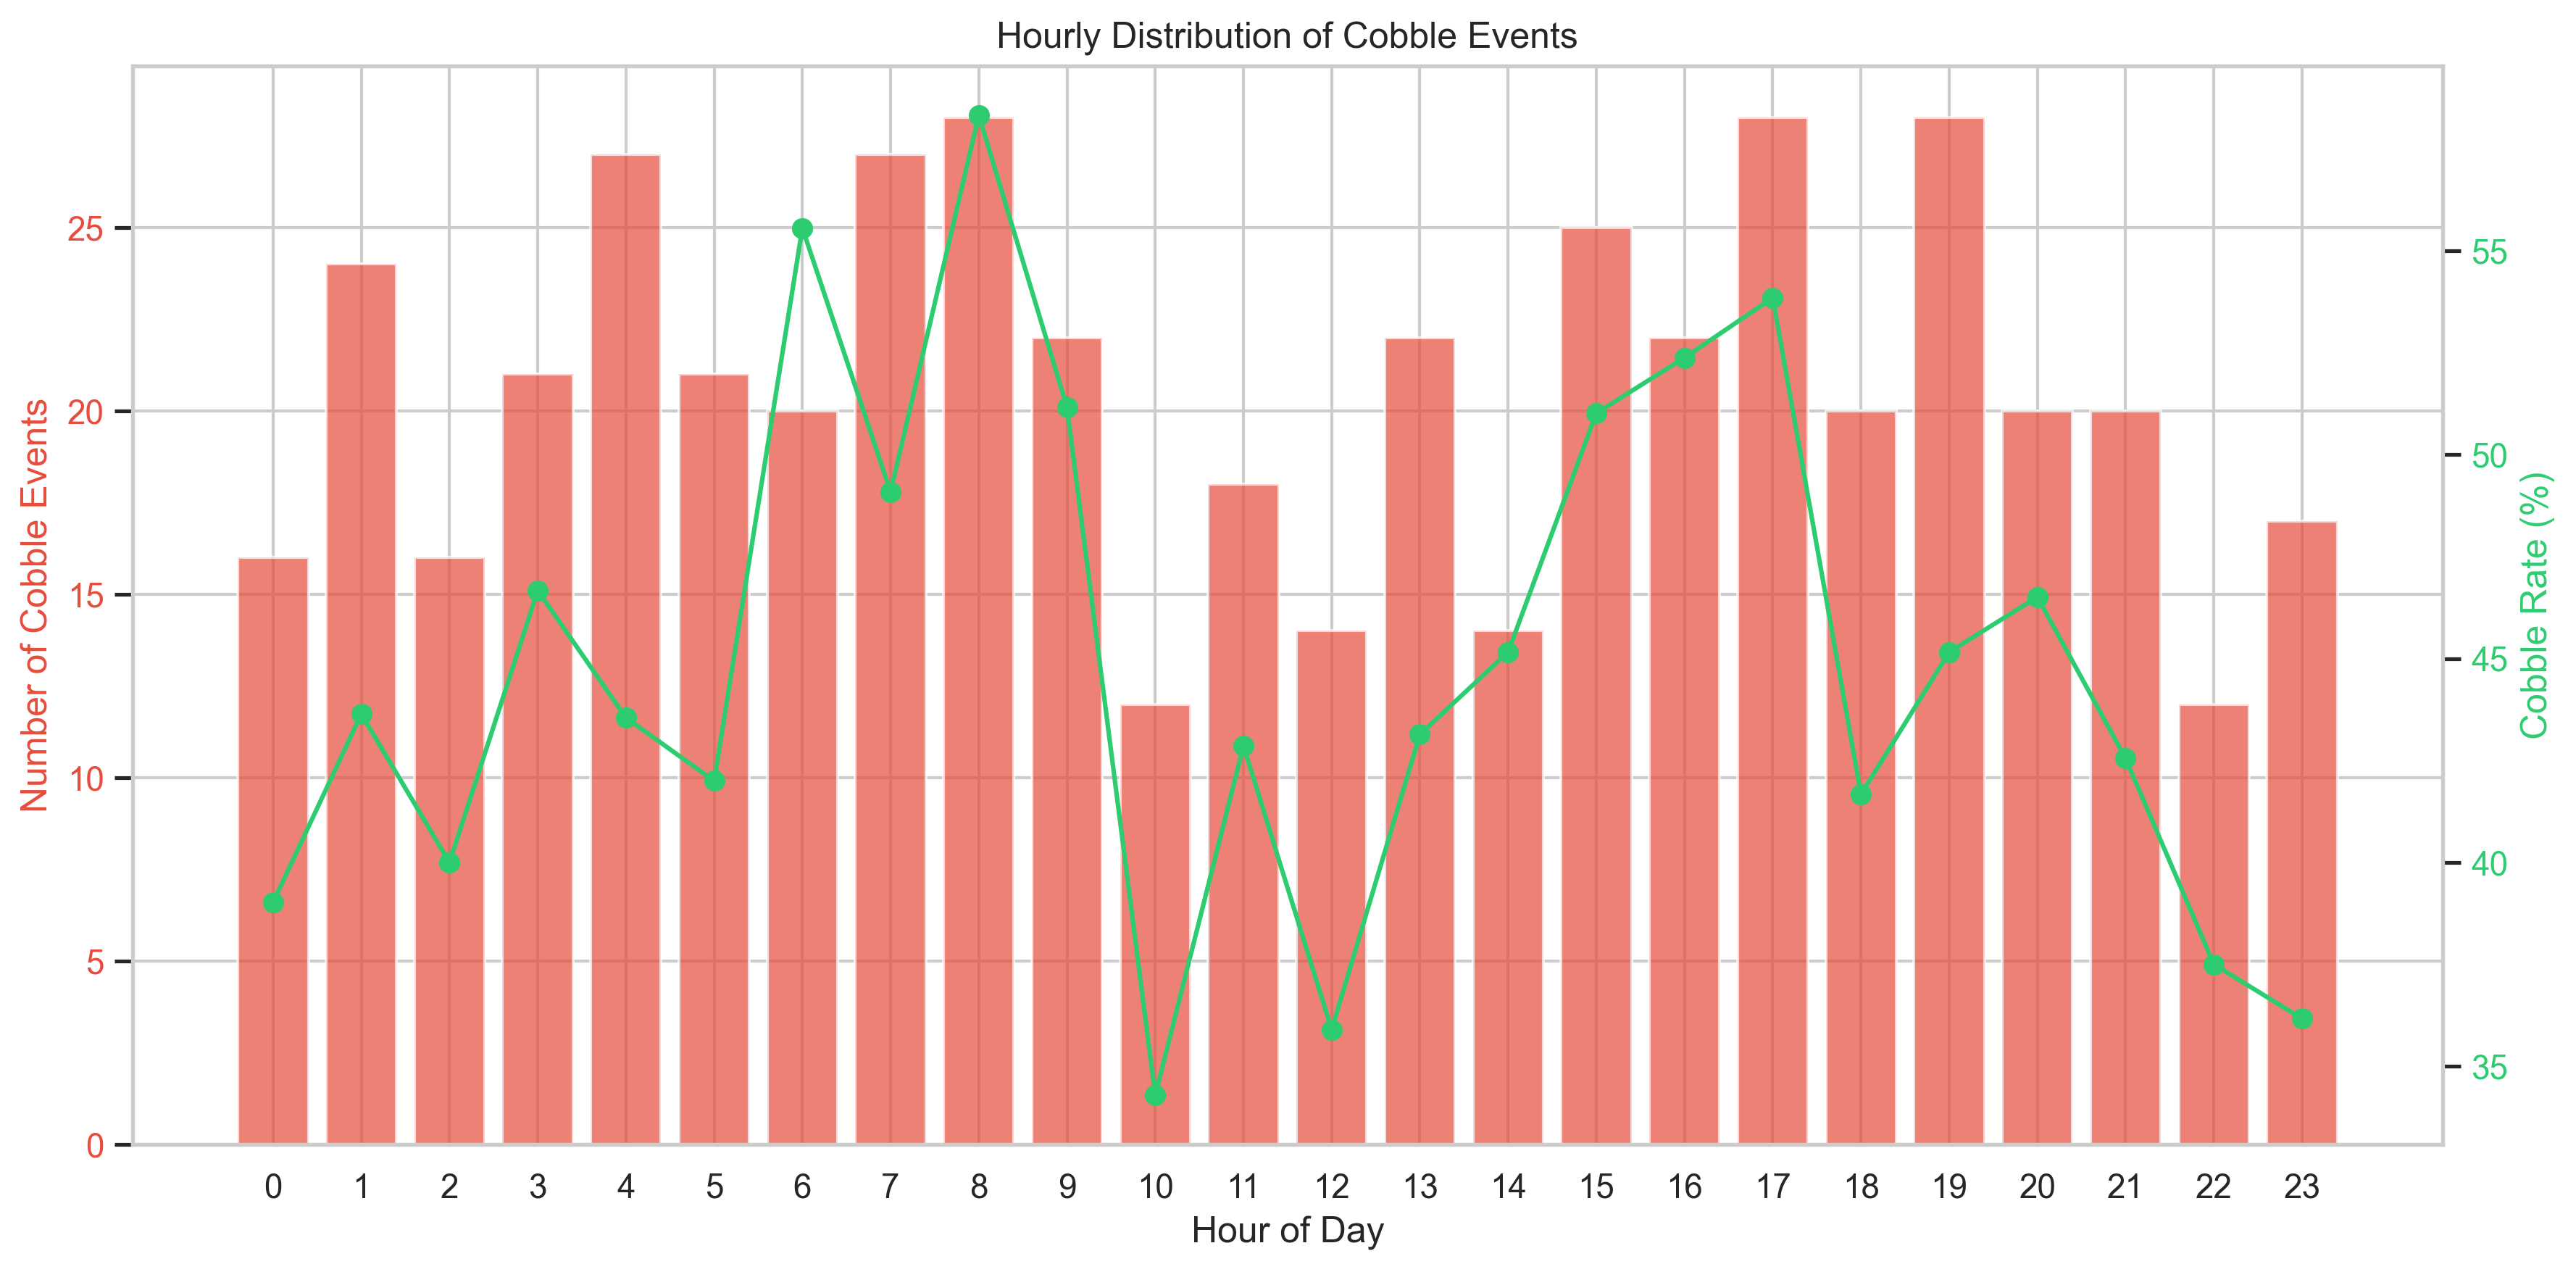 Hourly Distribution of Cobble Events
Number of Cobble Events
25
20
15
10
5
0
55
50
45
40
35
Cobble Rate (%)
0 1 2 3 4 5 6 7 8 9 10 11 12 13 14 15 16 17 18 19 20 21 22 23
Hour of Day